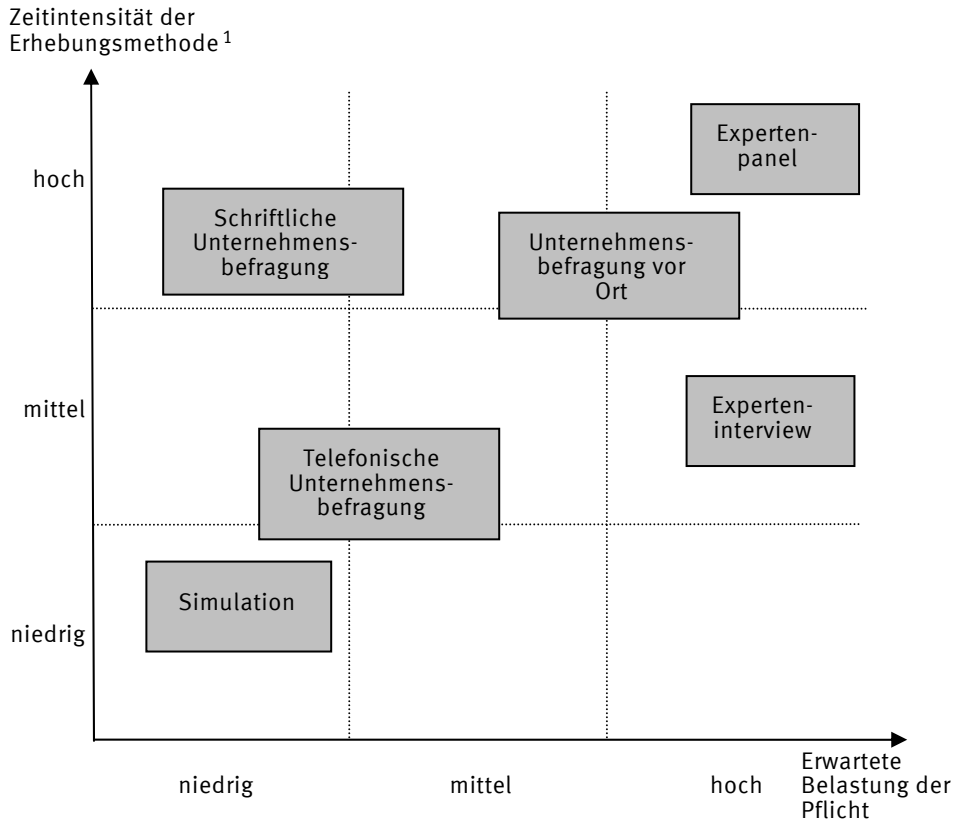 Zeitintensität der
Erhebungsmethode 1
Experten-
panel
hoch
Schriftliche
Unternehmens-
befragung
Unternehmens-
befragung vor
Ort
mittel
Experten-
interview
Telefonische
Unternehmens-
befragung
Simulation
niedrig
niedrig
mittel
hoch
Erwartete
Belastung der
Pflicht